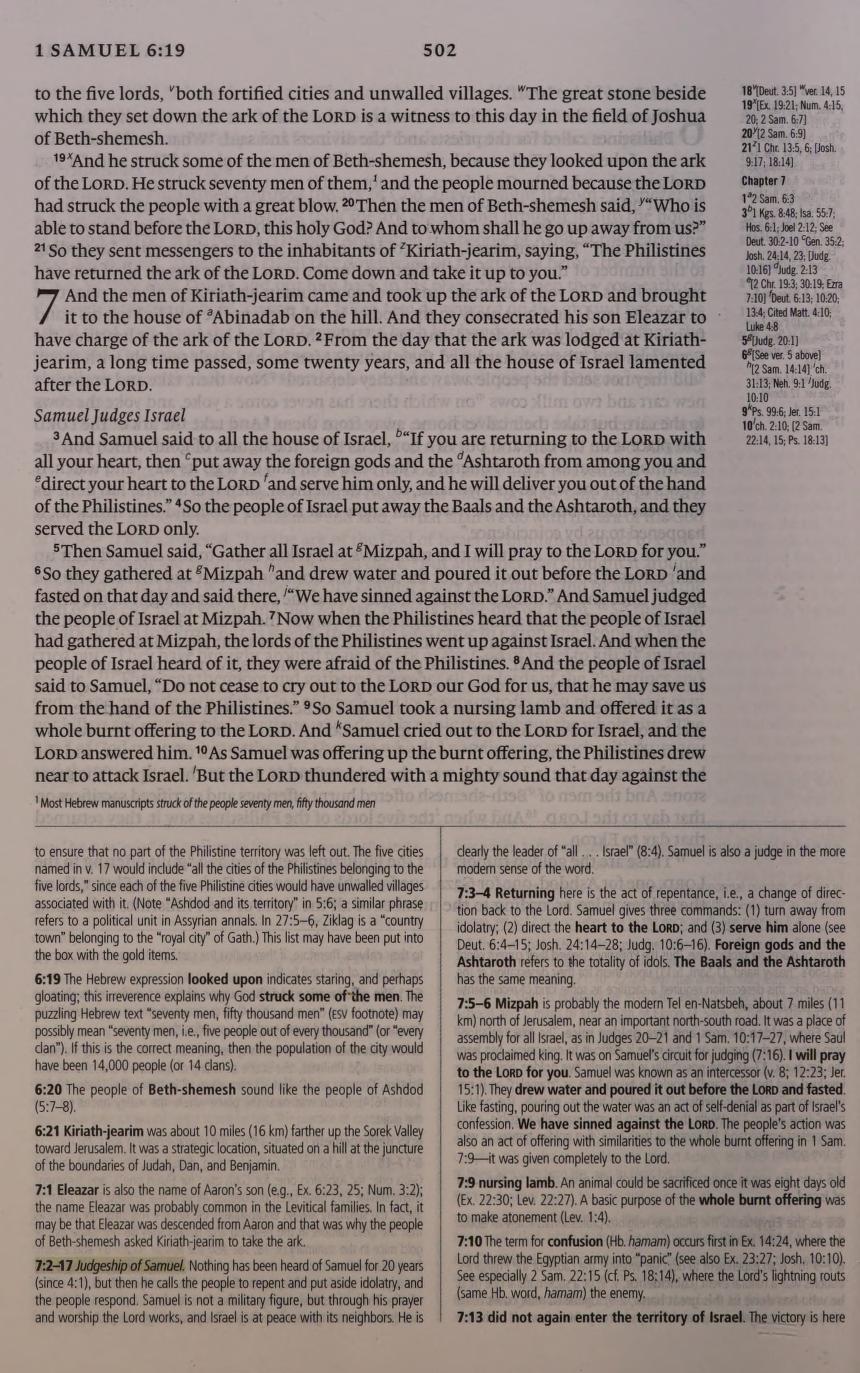 1 SAMUEL 6:19
502
to the five lords, ᵛboth fortified cities and unwalled villages. ʷThe great stone beside
which they set down the ark of the LORD is a witness to this day in the field of Joshua
of Beth-shemesh.
¹⁹ˣAnd he struck some of the men of Beth-shemesh, because they looked upon the ark
of the LORD. He struck seventy men of them,¹ and the people mourned because the LORD
had struck the people with a great blow. ²⁰Then the men of Beth-shemesh said, ʸ“Who is
able to stand before the LORD, this holy God? And to whom shall he go up away from us?”
²¹So they sent messengers to the inhabitants of ᶻKiriath-jearim, saying, “The Philistines
have returned the ark of the LORD. Come down and take it up to you.”
7 And the men of Kiriath-jearim came and took up the ark of the LORD and brought
it to the house of ᵃAbinadab on the hill. And they consecrated his son Eleazar to
have charge of the ark of the LORD. ²From the day that the ark was lodged at Kiriath-
jearim, a long time passed, some twenty years, and all the house of Israel lamented
after the LORD.
Samuel Judges Israel
³And Samuel said to all the house of Israel, ᵇ“If you are returning to the LORD with
all your heart, then ᶜput away the foreign gods and the ᵈAshtaroth from among you and
ᵉdirect your heart to the LORD ᶠand serve him only, and he will deliver you out of the hand
of the Philistines.” ⁴So the people of Israel put away the Baals and the Ashtaroth, and they
served the LORD only.
⁵Then Samuel said, “Gather all Israel at ᵍMizpah, and I will pray to the LORD for you.”
⁶So they gathered at ᵍMizpah ʰand drew water and poured it out before the LORD ⁱand
fasted on that day and said there, ʲ“We have sinned against the LORD.” And Samuel judged
the people of Israel at Mizpah. ⁷Now when the Philistines heard that the people of Israel
had gathered at Mizpah, the lords of the Philistines went up against Israel. And when the
people of Israel heard of it, they were afraid of the Philistines. ⁸And the people of Israel
said to Samuel, “Do not cease to cry out to the LORD our God for us, that he may save us
from the hand of the Philistines.” ⁹So Samuel took a nursing lamb and offered it as a
whole burnt offering to the LORD. And ᵏSamuel cried out to the LORD for Israel, and the
LORD answered him. ¹⁰As Samuel was offering up the burnt offering, the Philistines drew
near to attack Israel. ˡBut the LORD thundered with a mighty sound that day against the
¹ Most Hebrew manuscripts struck of the people seventy men, fifty thousand men
18ᵛ[Deut. 3:5] ʷver. 14, 15
19ˣ[Ex. 19:21; Num. 4:15,
20; 2 Sam. 6:7]
20ʸ[2 Sam. 6:9]
21ᶻ1 Chr. 13:5, 6; [Josh.
9:17; 18:14]
Chapter 7
1ᵃ2 Sam. 6:3
3ᵇ1 Kgs. 8:48; Isa. 55:7;
Hos. 6:1; Joel 2:12; See
Deut. 30:2-10 ᶜGen. 35:2;
Josh. 24:14, 23; [Judg.
10:16] ᵈJudg. 2:13
ᵉ[2 Chr. 19:3; 30:19; Ezra
7:10] ᶠDeut. 6:13; 10:20;
13:4; Cited Matt. 4:10;
Luke 4:8
5ᵍ[Judg. 20:1]
6ᵍ[See ver. 5 above]
ʰ[2 Sam. 14:14] ⁱch.
31:13; Neh. 9:1 ʲJudg.
10:10
9ᵏPs. 99:6; Jer. 15:1
10ˡch. 2:10; [2 Sam.
22:14, 15; Ps. 18:13]
to ensure that no part of the Philistine territory was left out. The five cities
named in v. 17 would include “all the cities of the Philistines belonging to the
five lords,” since each of the five Philistine cities would have unwalled villages
associated with it. (Note “Ashdod and its territory” in 5:6; a similar phrase
refers to a political unit in Assyrian annals. In 27:5–6, Ziklag is a “country
town” belonging to the “royal city” of Gath.) This list may have been put into
the box with the gold items.
6:19 The Hebrew expression looked upon indicates staring, and perhaps
gloating; this irreverence explains why God struck some of the men. The
puzzling Hebrew text “seventy men, fifty thousand men” (ESV footnote) may
possibly mean “seventy men, i.e., five people out of every thousand” (or “every
clan”). If this is the correct meaning, then the population of the city would
have been 14,000 people (or 14 clans).
6:20 The people of Beth-shemesh sound like the people of Ashdod
(5:7–8).
6:21 Kiriath-jearim was about 10 miles (16 km) farther up the Sorek Valley
toward Jerusalem. It was a strategic location, situated on a hill at the juncture
of the boundaries of Judah, Dan, and Benjamin.
7:1 Eleazar is also the name of Aaron’s son (e.g., Ex. 6:23, 25; Num. 3:2);
the name Eleazar was probably common in the Levitical families. In fact, it
may be that Eleazar was descended from Aaron and that was why the people
of Beth-shemesh asked Kiriath-jearim to take the ark.
7:2–17 Judgeship of Samuel. Nothing has been heard of Samuel for 20 years
(since 4:1), but then he calls the people to repent and put aside idolatry, and
the people respond. Samuel is not a military figure, but through his prayer
and worship the Lord works, and Israel is at peace with its neighbors. He is
clearly the leader of “all . . . Israel” (8:4). Samuel is also a judge in the more
modern sense of the word.
7:3–4 Returning here is the act of repentance, i.e., a change of direc-
tion back to the Lord. Samuel gives three commands: (1) turn away from
idolatry; (2) direct the heart to the LORD; and (3) serve him alone (see
Deut. 6:4–15; Josh. 24:14–28; Judg. 10:6–16). Foreign gods and the
Ashtaroth refers to the totality of idols. The Baals and the Ashtaroth
has the same meaning.
7:5–6 Mizpah is probably the modern Tel en-Natsbeh, about 7 miles (11
km) north of Jerusalem, near an important north-south road. It was a place of
assembly for all Israel, as in Judges 20–21 and 1 Sam. 10:17–27, where Saul
was proclaimed king. It was on Samuel’s circuit for judging (7:16). I will pray
to the LORD for you. Samuel was known as an intercessor (v. 8; 12:23; Jer.
15:1). They drew water and poured it out before the LORD and fasted.
Like fasting, pouring out the water was an act of self-denial as part of Israel’s
confession. We have sinned against the LORD. The people’s action was
also an act of offering with similarities to the whole burnt offering in 1 Sam.
7:9—it was given completely to the Lord.
7:9 nursing lamb. An animal could be sacrificed once it was eight days old
(Ex. 22:30; Lev. 22:27). A basic purpose of the whole burnt offering was
to make atonement (Lev. 1:4).
7:10 The term for confusion (Hb. hamam) occurs first in Ex. 14:24, where the
Lord threw the Egyptian army into “panic” (see also Ex. 23:27; Josh. 10:10).
See especially 2 Sam. 22:15 (cf. Ps. 18:14), where the Lord’s lightning routs
(same Hb. word, hamam) the enemy.
7:13 did not again enter the territory of Israel. The victory is here